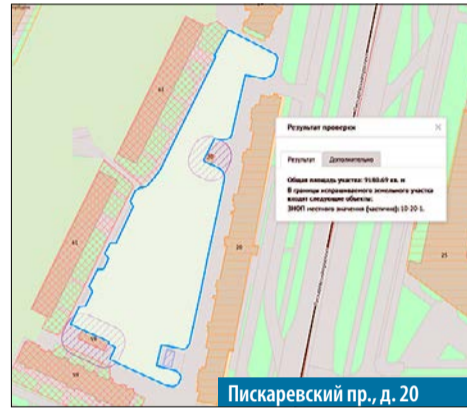 Результат проверки
Результат Дополнительно
Общая площадь участка: 9180.69 кв. м
В границы испрашиваемого земельного участка
входят следующие объекты:
ЗНОП местного значения (частично): 10-20-1.
20
25
Пискаревский пр., д. 20